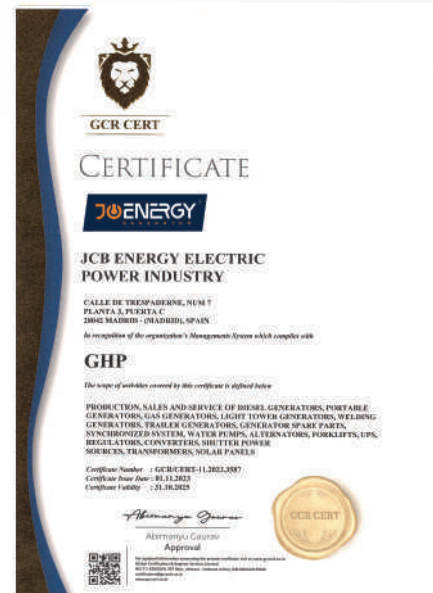 GCR CERT
CERTIFICATE
JCBENERGY
GENERATOR
JCB ENERGY ELECTRIC
POWER INDUSTRY
CALLE DE TRESPADERNE, NUM 7
PLANTA 3, PUERTA C
28042 MADRID - (MADRID), SPAIN
In recognition of the organization's Management System which complies with
GHP
The scope of activities covered by this certificate is defined below
PRODUCTION, SALES AND SERVICE OF DIESEL GENERATORS, PORTABLE
GENERATORS, GAS GENERATORS, LIGHT TOWER GENERATORS, WELDING
GENERATORS, TRAILER GENERATORS, GENERATOR SPARE PARTS,
SYNCHRONIZED SYSTEM, WATER PUMPS, ALTERNATORS, FORKLIFTS, UPS,
REGULATORS, CONVERTERS, SHUTTER POWER
SOURCES, TRANSFORMERS, SOLAR PANELS
Certificate Number : GCR/CERT-11.2023.3587
Certificate Issue Date : 01.11.2023
Certificate Validity : 31.10.2025
Abimanyu Gaurav
Abimanyu Gaurav
Approval
GCR CERT